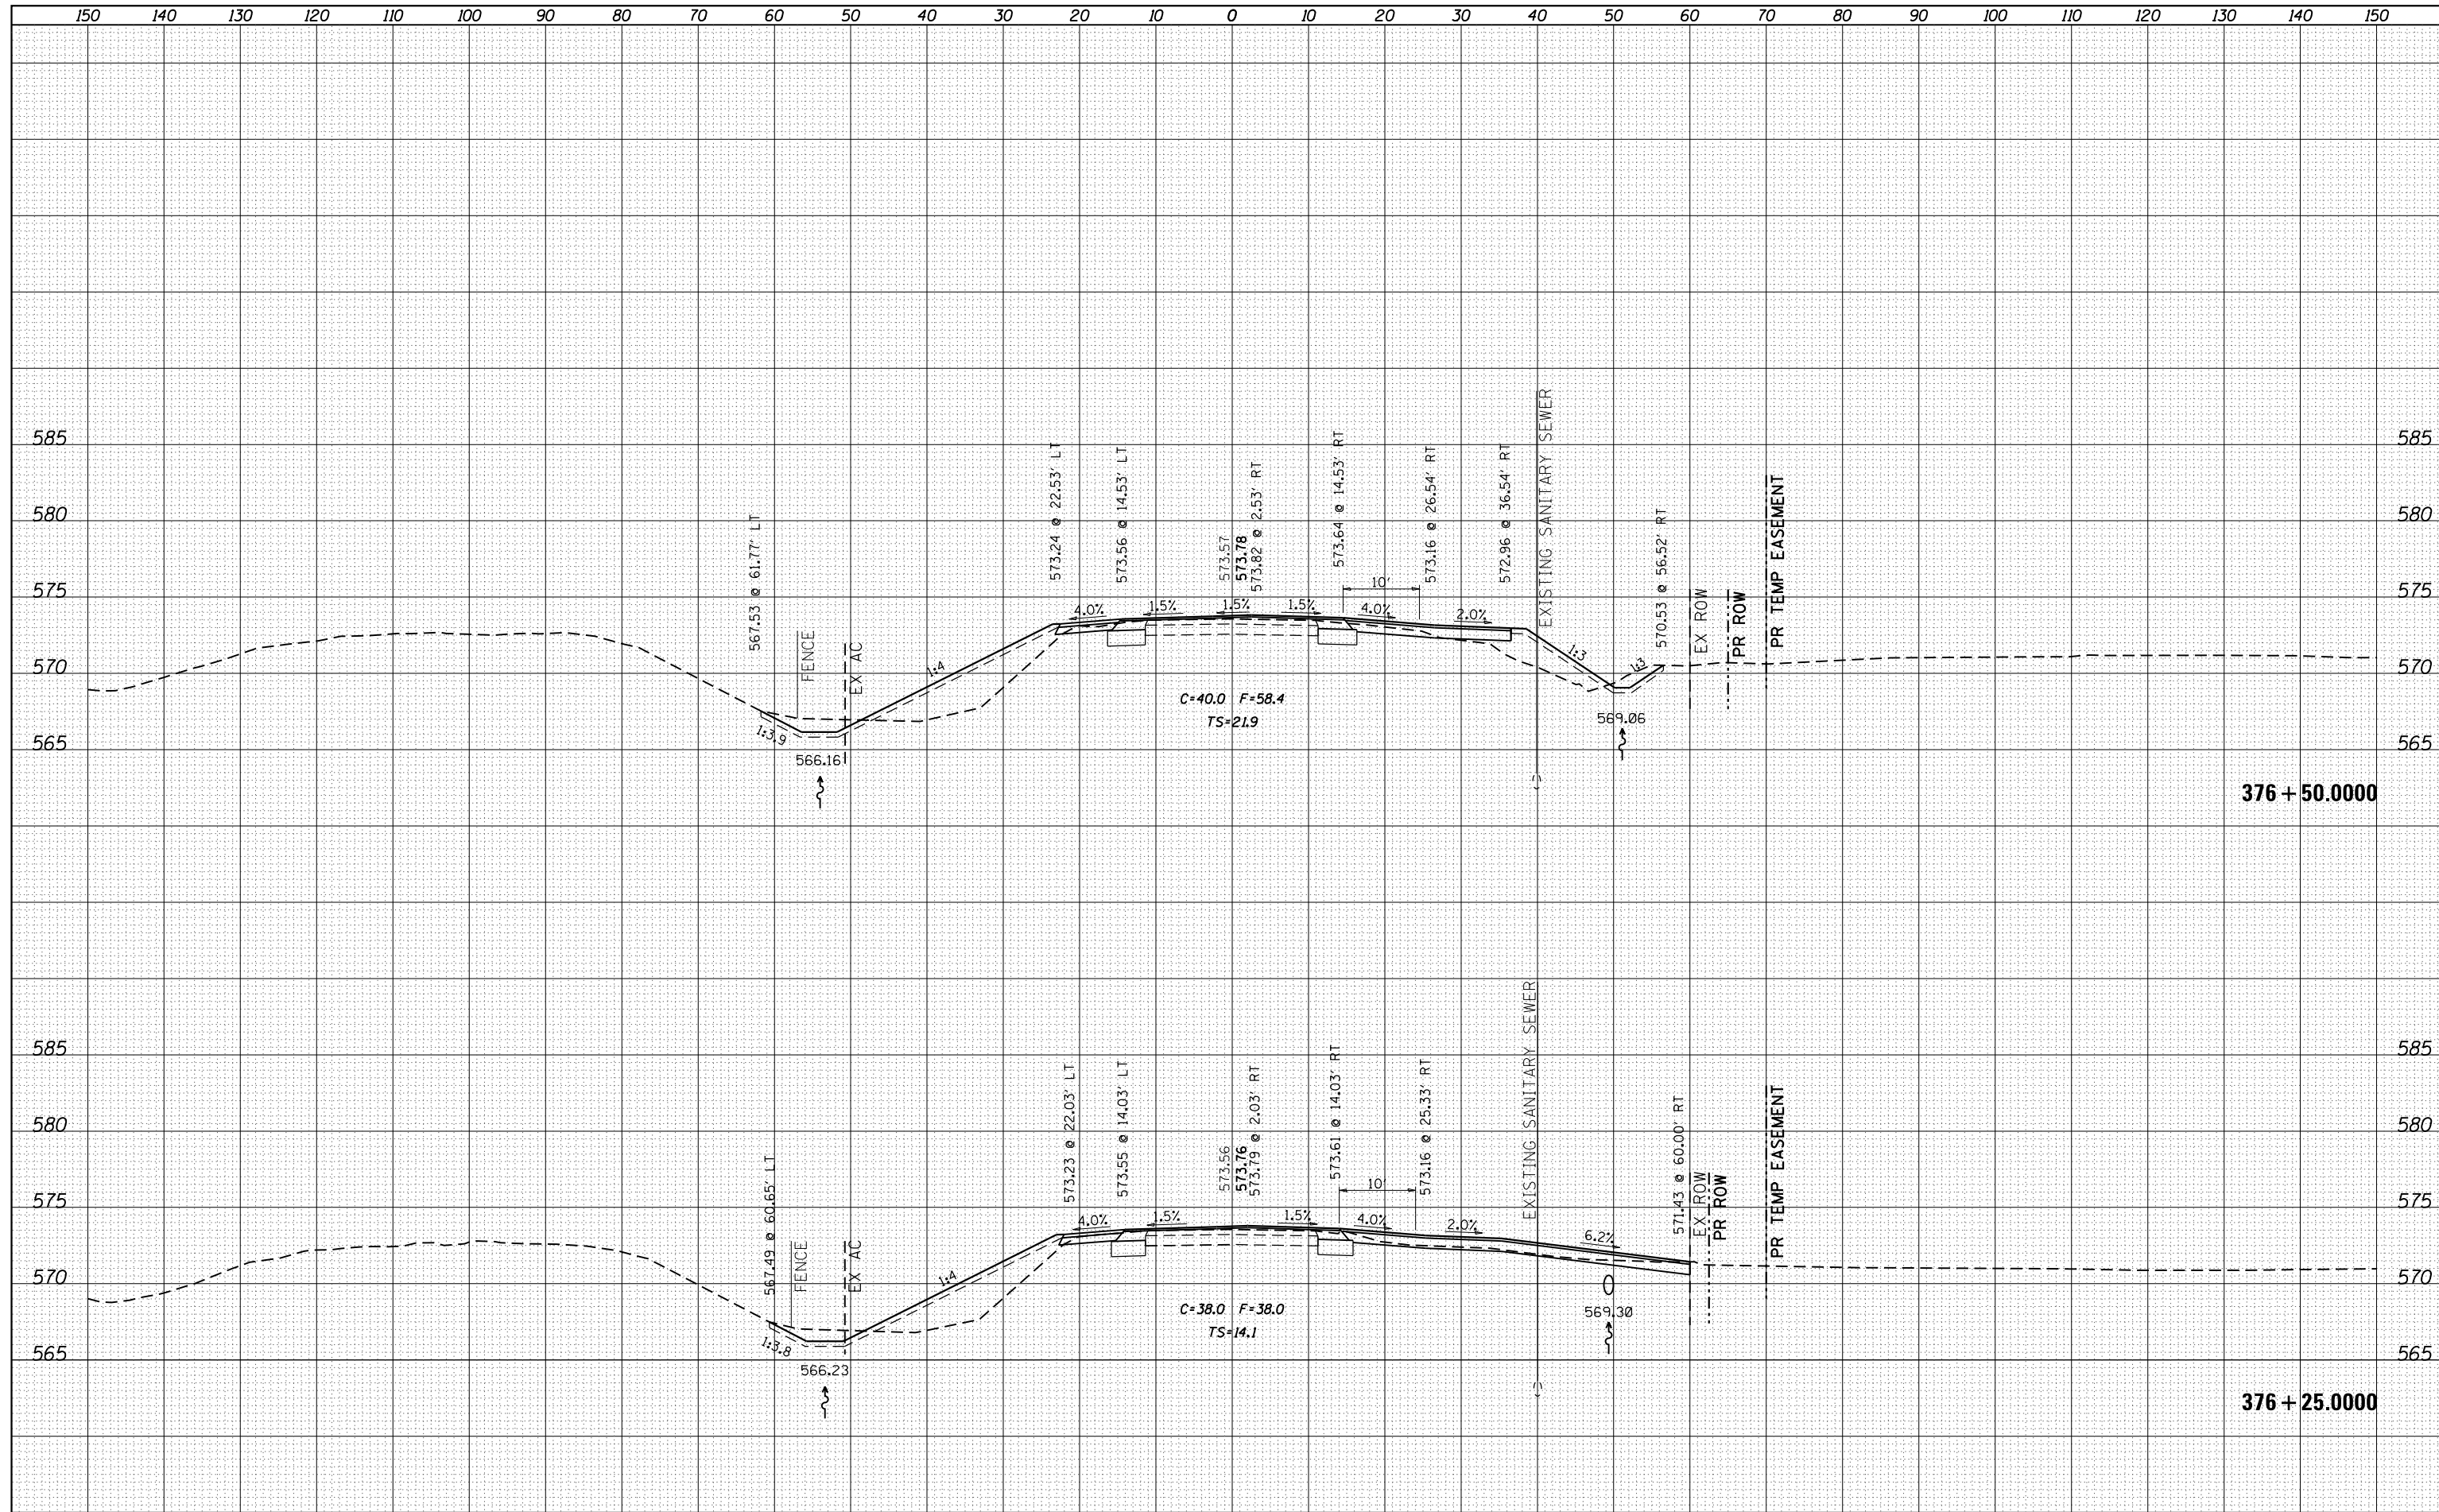 150 140 130 120 110 100 90 80 70 60 50 40 30 20 10 0 10 20 30 40 50 60 70 80 90 100 110 120 130 140 150
585 585
580 580
575 575
570 570
565 565
567.53 @ 61.77' LT
FENCE
EX AC
573.24 @ 22.53' LT
573.56 @ 14.53' LT
573.57
573.78
573.82 @ 2.53' RT
573.64 @ 14.53' RT
573.16 @ 26.54' RT
572.96 @ 36.54' RT
EXISTING SANITARY SEWER
570.53 @ 56.52' RT
EX ROW
PR ROW
PR TEMP EASEMENT
10'
4.0% 1.5% 1.5% 1.5% 4.0% 2.0%
1:3.9
1:4
1:3
1:3
C=40.0 F=58.4
TS=21.9
566.16
569.06
376+50.0000
585 585
580 580
575 575
570 570
565 565
567.49 @ 60.65' LT
FENCE
EX AC
573.23 @ 22.03' LT
573.55 @ 14.03' LT
573.56
573.76
573.79 @ 2.03' RT
573.61 @ 14.03' RT
573.16 @ 25.33' RT
EXISTING SANITARY SEWER
571.43 @ 60.00' RT
EX ROW
PR ROW
PR TEMP EASEMENT
10'
4.0% 1.5% 1.5% 4.0% 2.0% 6.2%
1:3.8
1:4
C=38.0 F=38.0
TS=14.1
566.23
569.30
376+25.0000